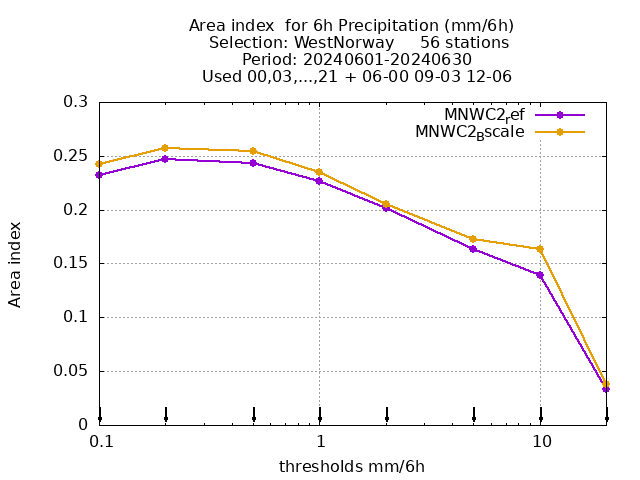 Area index  for 6h Precipitation (mm/6h)
Selection: WestNorway     56 stations
Period: 20240601-20240630
Used 00,03,...,21 + 06-00 09-03 12-06
MNWC2_ref
MNWC2_Bscale
0.3
0.25
0.2
0.15
0.1
0.05
0
Area index
0.1 1 10
thresholds mm/6h